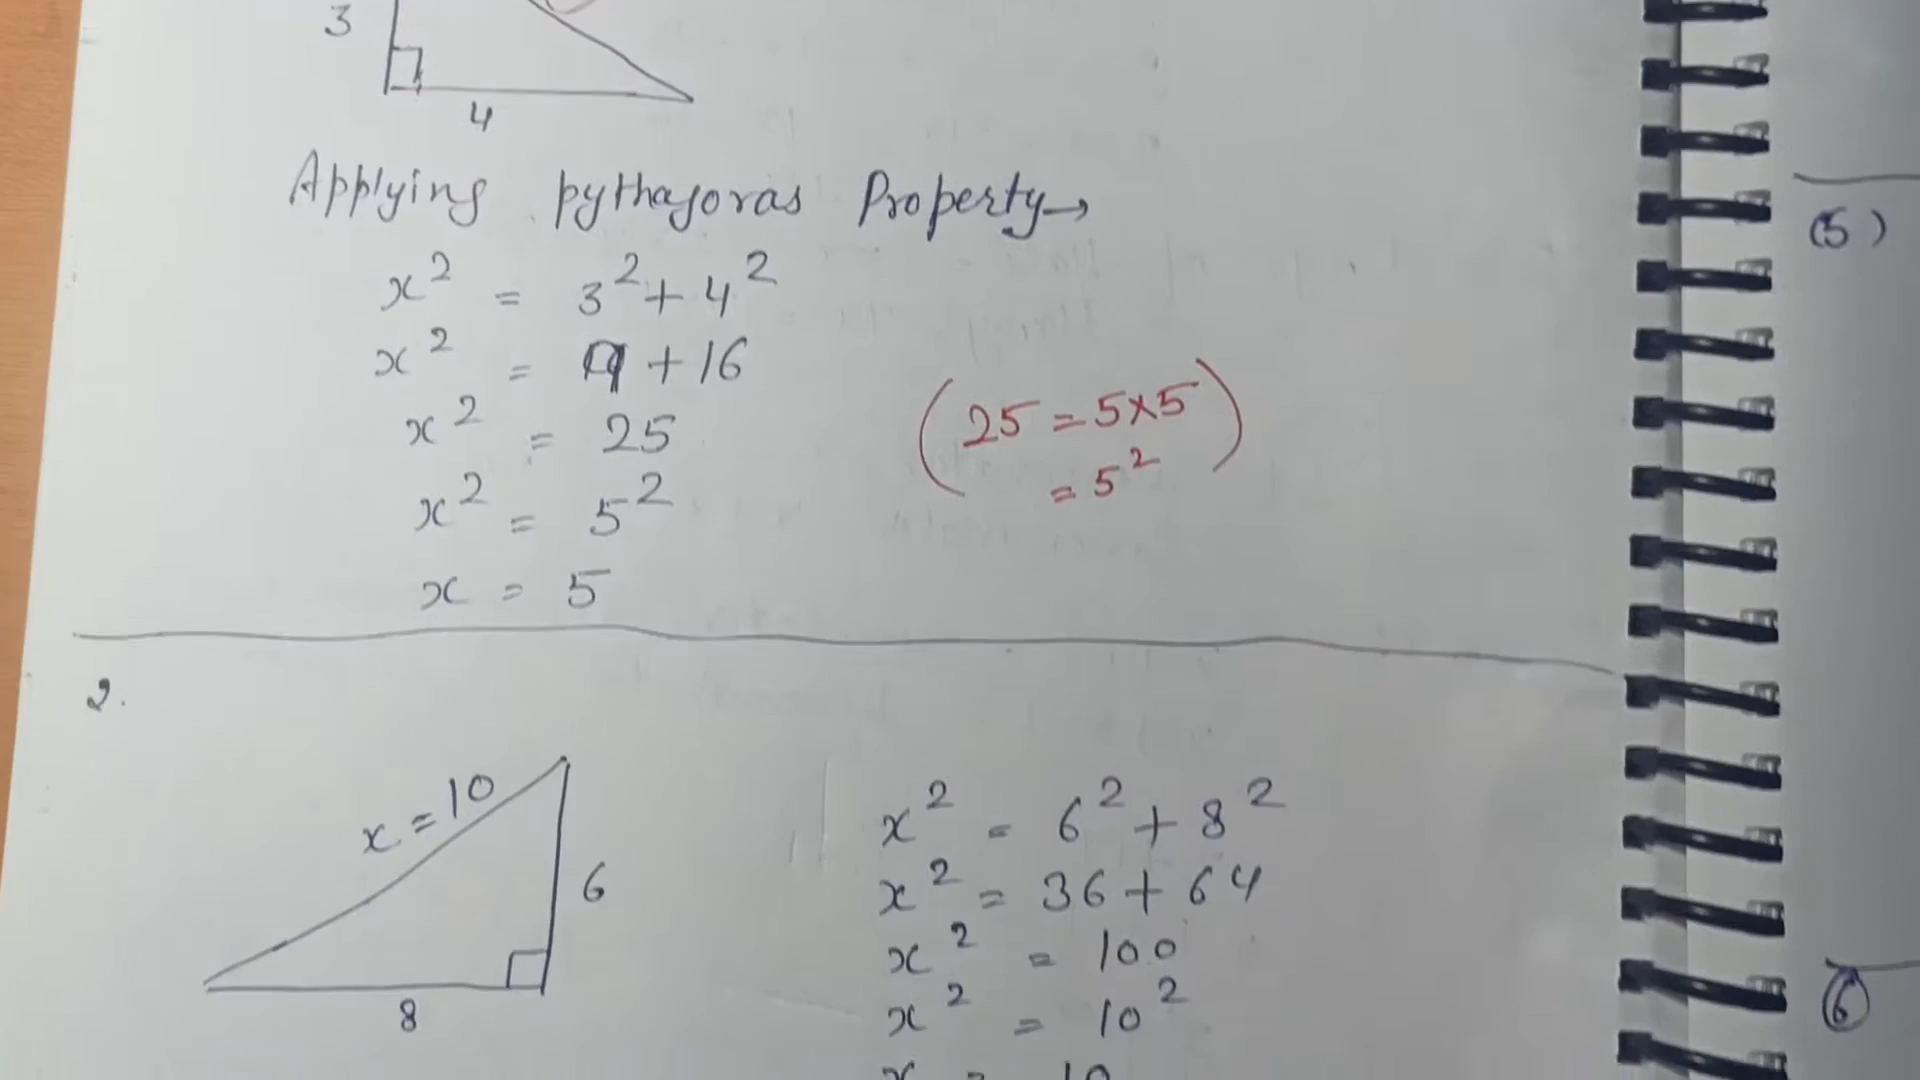 3
4
Applying pythagoras Property→
x² = 3² + 4²
x² = 9 + 16
x² = 25
(25 = 5×5
= 5²)
x² = 5²
x = 5
2.
x = 10
6
8
x² = 6² + 8²
x² = 36 + 64
x² = 100
x² = 10²
x = 10
(5)
6